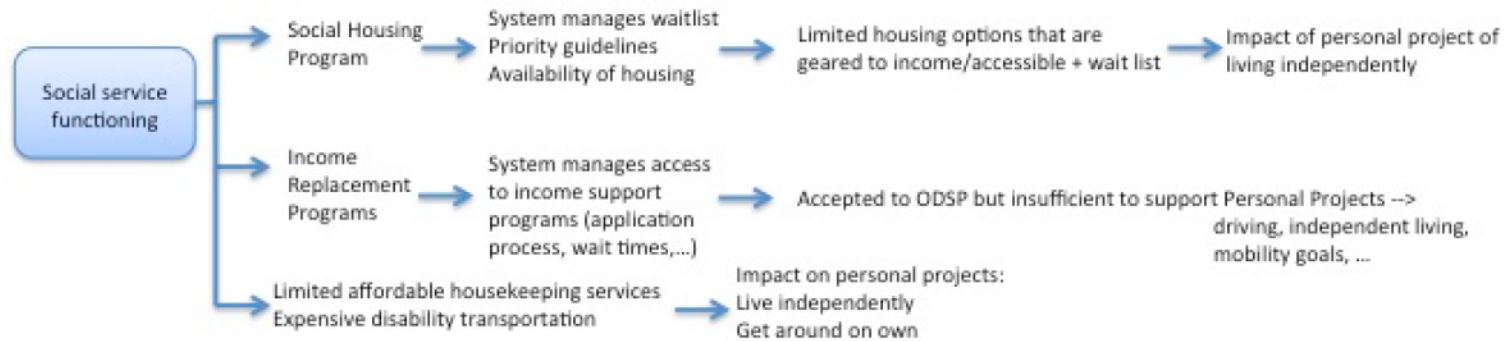 Social service
functioning
Social Housing
Program
System manages waitlist
Priority guidelines
Availability of housing
Limited housing options that are
geared to income/accessible + wait list
Impact of personal project of
living independently
Income
Replacement
Programs
System manages access
to income support
programs (application
process, wait times,...)
Accepted to ODSP but insufficient to support Personal Projects -->
driving, independent living,
mobility goals, ...
Limited affordable housekeeping services
Expensive disability transportation
Impact on personal projects:
Live independently
Get around on own